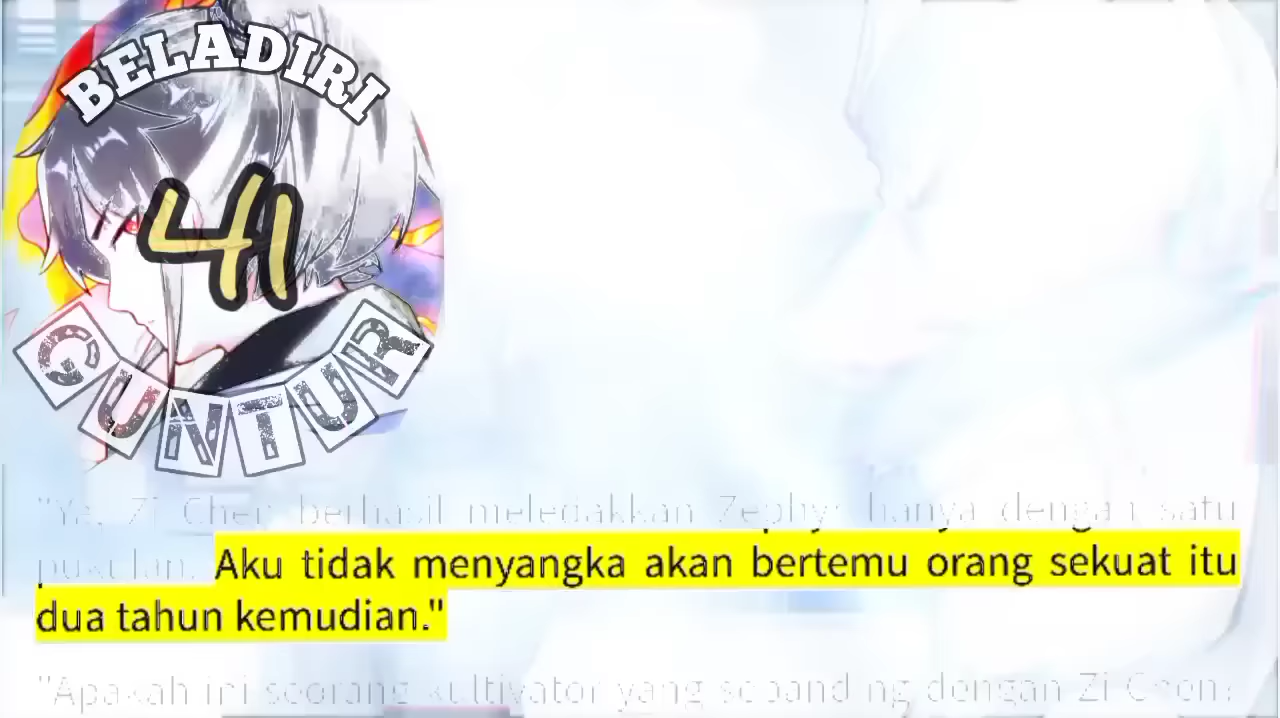 BELADIRI
41
GUNTUR
"Ya, Zi Chen berhasil meledakkan Zephyr hanya dengan satu
pukulan. Aku tidak menyangka akan bertemu orang sekuat itu
dua tahun kemudian."
"Apakah ini seorang kultivator yang sebanding dengan Zi Chen?